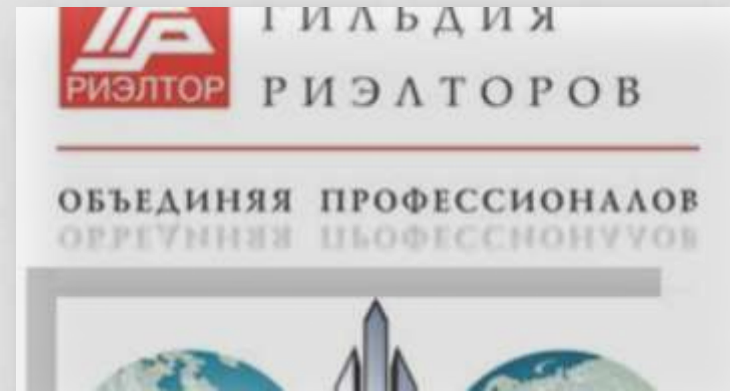 ГИЛЬДИЯ
РИЭЛТОР
РИЭЛТОРОВ
ОБЪЕДИНЯЯ ПРОФЕССИОНАЛОВ